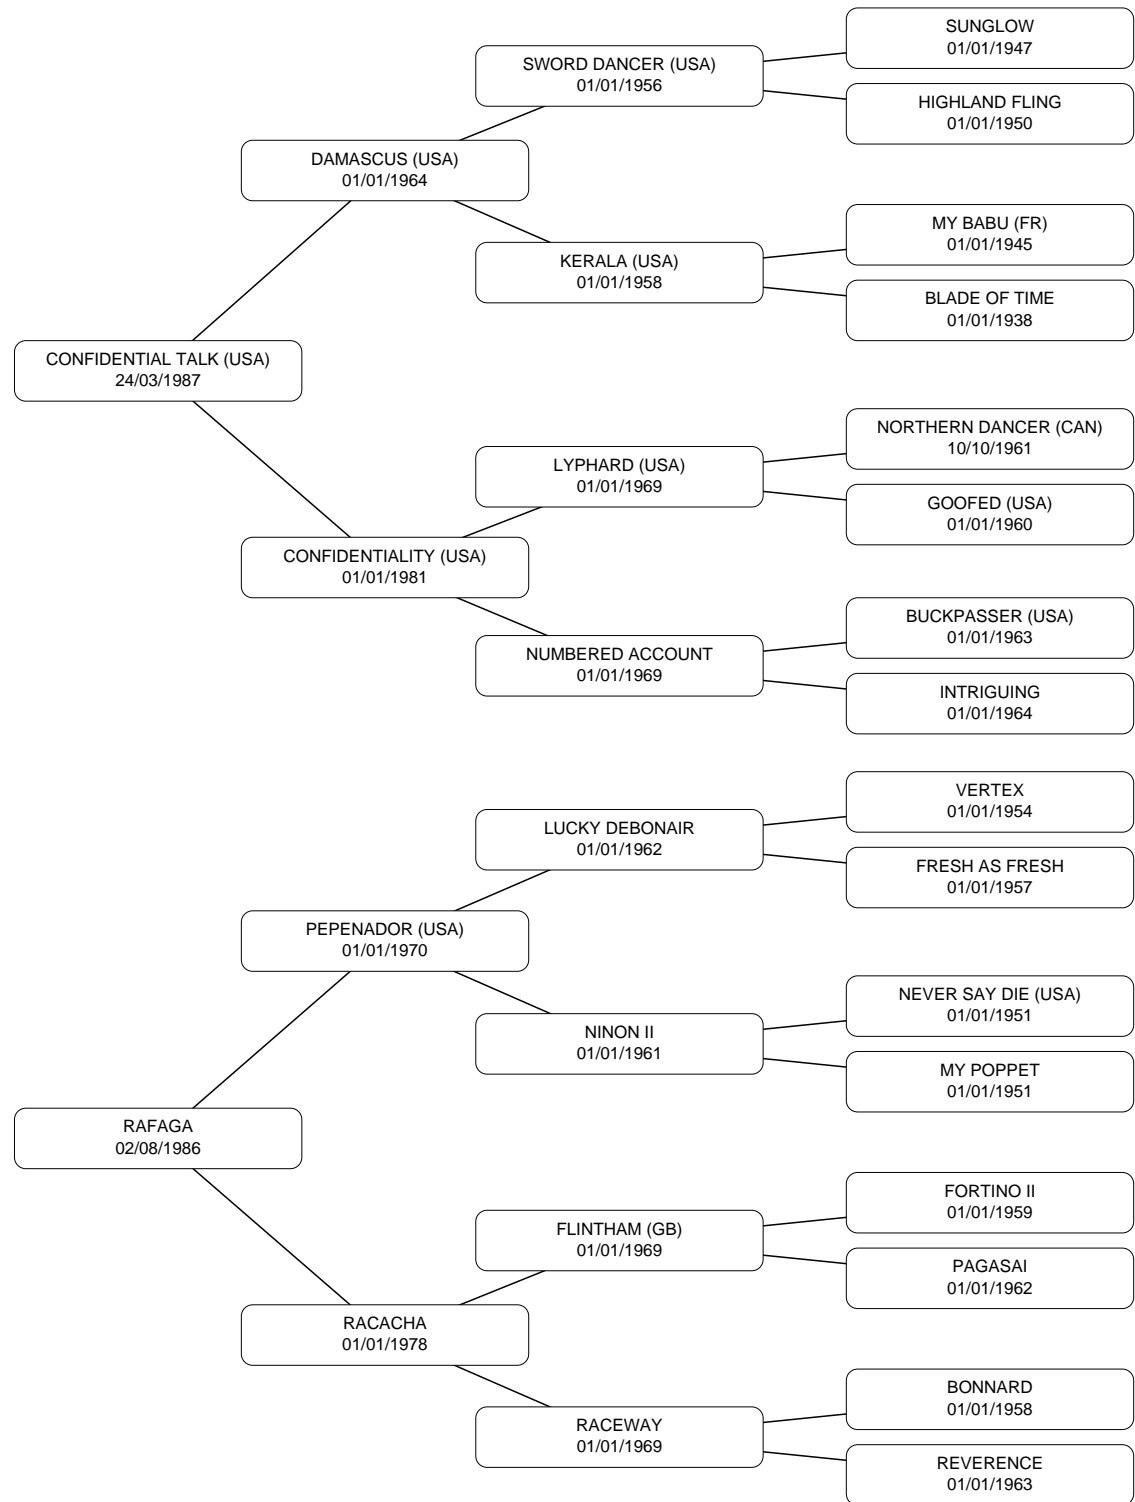 SUNGLOW
01/01/1947
SWORD DANCER (USA)
01/01/1956
HIGHLAND FLING
01/01/1950
DAMASCUS (USA)
01/01/1964
MY BABU (FR)
01/01/1945
KERALA (USA)
01/01/1958
BLADE OF TIME
01/01/1938
CONFIDENTIAL TALK (USA)
24/03/1987
NORTHERN DANCER (CAN)
10/10/1961
LYPHARD (USA)
01/01/1969
GOOFED (USA)
01/01/1960
CONFIDENTIALITY (USA)
01/01/1981
BUCKPASSER (USA)
01/01/1963
NUMBERED ACCOUNT
01/01/1969
INTRIGUING
01/01/1964
VERTEX
01/01/1954
LUCKY DEBONAIR
01/01/1962
FRESH AS FRESH
01/01/1957
PEPENADOR (USA)
01/01/1970
NEVER SAY DIE (USA)
01/01/1951
NINON II
01/01/1961
MY POPPET
01/01/1951
RAFAGA
02/08/1986
FORTINO II
01/01/1959
FLINTHAM (GB)
01/01/1969
PAGASAI
01/01/1962
RACACHA
01/01/1978
BONNARD
01/01/1958
RACEWAY
01/01/1969
REVERENCE
01/01/1963